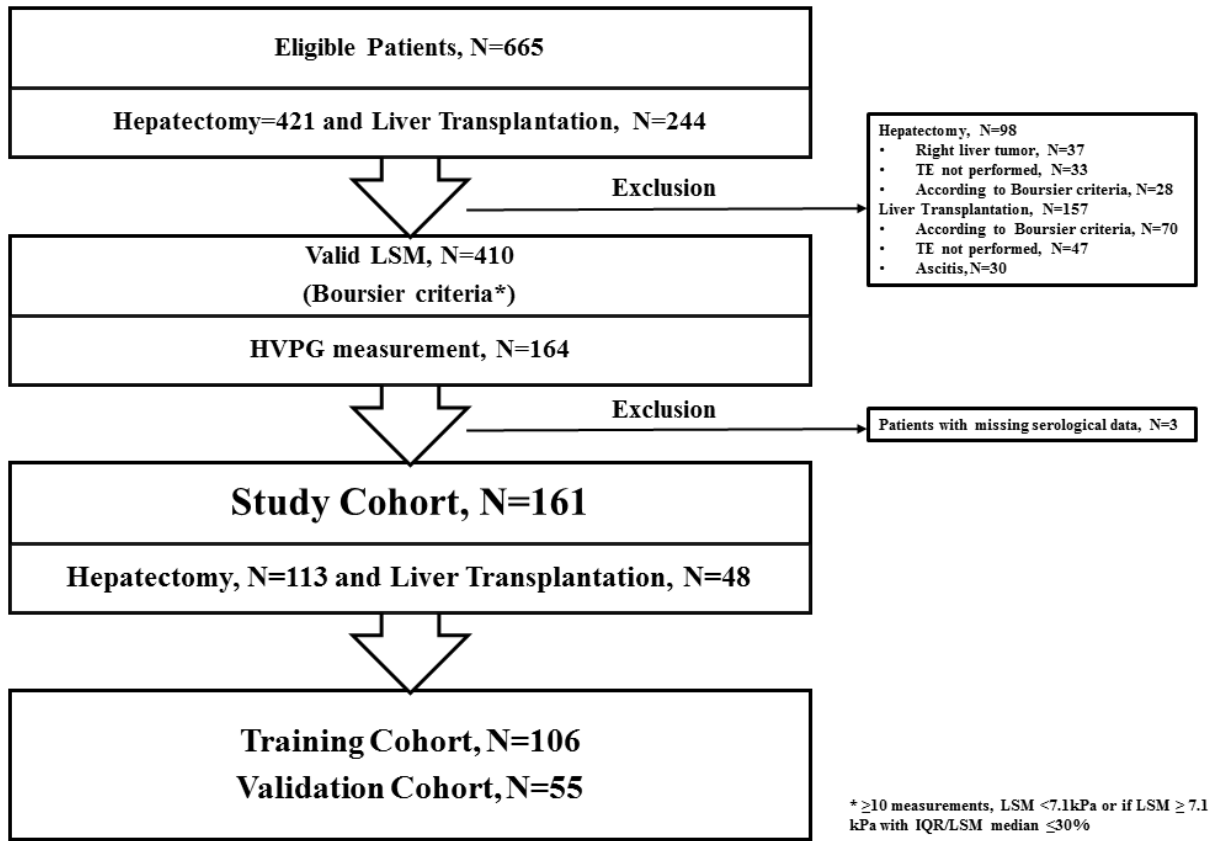 Eligible Patients, N=665
Hepatectomy=421 and Liver Transplantation, N=244
Exclusion
Hepatectomy, N=98
• Right liver tumor, N=37
• TE not performed, N=33
• According to Boursier criteria, N=28
Liver Transplantation, N=157
• According to Boursier criteria, N=70
• TE not performed, N=47
• Ascitis, N=30
Valid LSM, N=410
(Boursier criteria*)
HVPG measurement, N=164
Exclusion
Patients with missing serological data, N=3
Study Cohort, N=161
Hepatectomy, N=113 and Liver Transplantation, N=48
Training Cohort, N=106
Validation Cohort, N=55
* ≥10 measurements, LSM <7.1kPa or if LSM ≥ 7.1
kPa with IQR/LSM median ≤30%